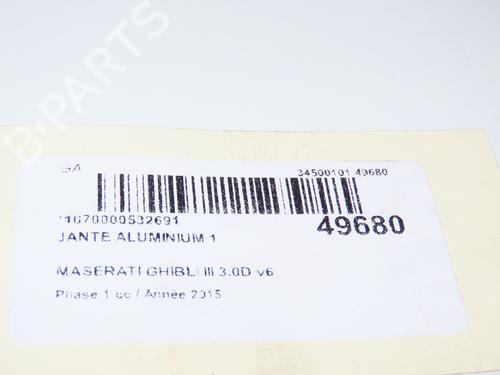 B-PARTS
GA
34500101 49680
*1070000532691
49680
JANTE ALUMINIUM 1
MASERATI GHIBLI III 3.0D v6
Phase 1 cc / Année 2015